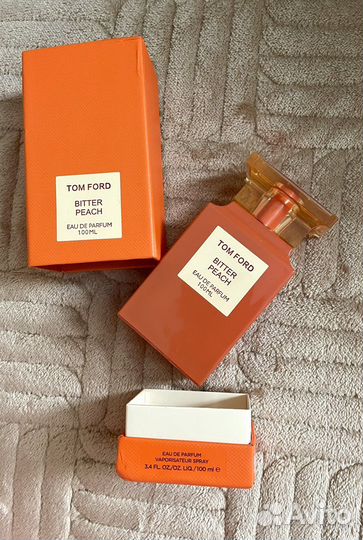 TOM FORD
BITTER
PEACH
EAU DE PARFUM
100ML
TOM FORD
BITTER
PEACH
EAU DE PARFUM
100ML
EAU DE PARFUM
VAPORISATEUR SPRAY
3.4 FL. OZ./OZ. LIQ./100 ml e
Avito